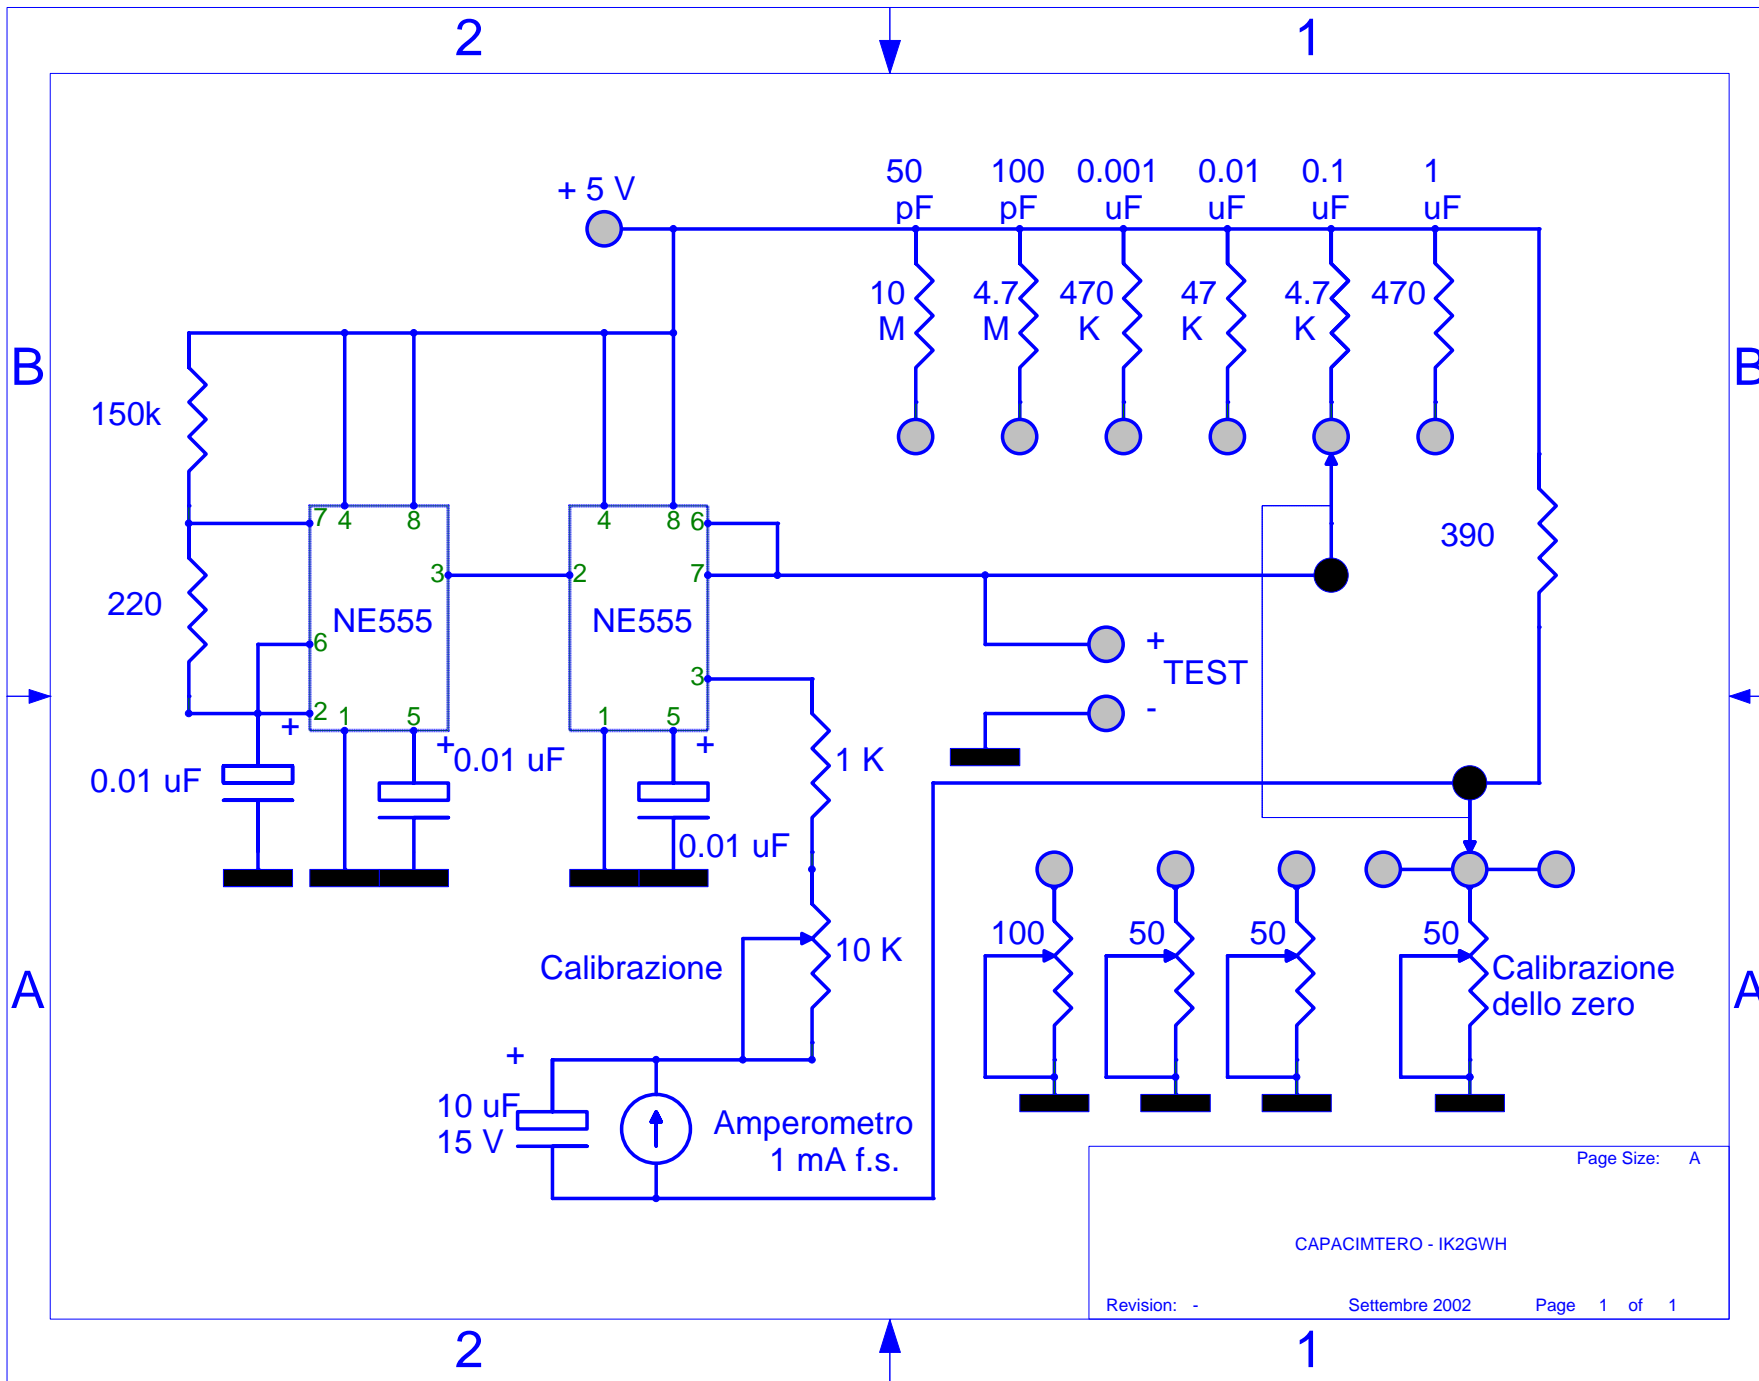 2
1
50
pF
100
pF
0.001
uF
0.01
uF
0.1
uF
1
uF
+ 5 V
10
M
4.7
M
470
K
47
K
4.7
K
470
B
B
150k
390
7
4
8
4
8
6
3
2
7
220
NE555
NE555
6
3
+
TEST
-
2
1
5
1
5
+
+
+
0.01 uF
0.01 uF
1 K
0.01 uF
100
50
50
50
10 K
Calibrazione
Calibrazione
dello zero
A
A
+
10 uF
15 V
Amperometro
1 mA f.s.
Page Size: A
CAPACIMTERO - IK2GWH
Revision: -
Settembre 2002
Page 1 of 1
2
1